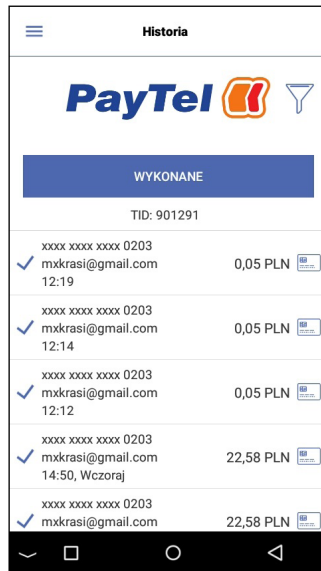 Historia
PayTel
WYKONANE
TID: 901291
xxxx xxxx xxxx 0203
mxkrasi@gmail.com
0,05 PLN
12:19
xxxx xxxx xxxx 0203
mxkrasi@gmail.com
0,05 PLN
12:14
xxxx xxxx xxxx 0203
mxkrasi@gmail.com
0,05 PLN
12:12
xxxx xxxx xxxx 0203
mxkrasi@gmail.com
22,58 PLN
14:50, Wczoraj
xxxx xxxx xxxx 0203
mxkrasi@gmail.com
22,58 PLN